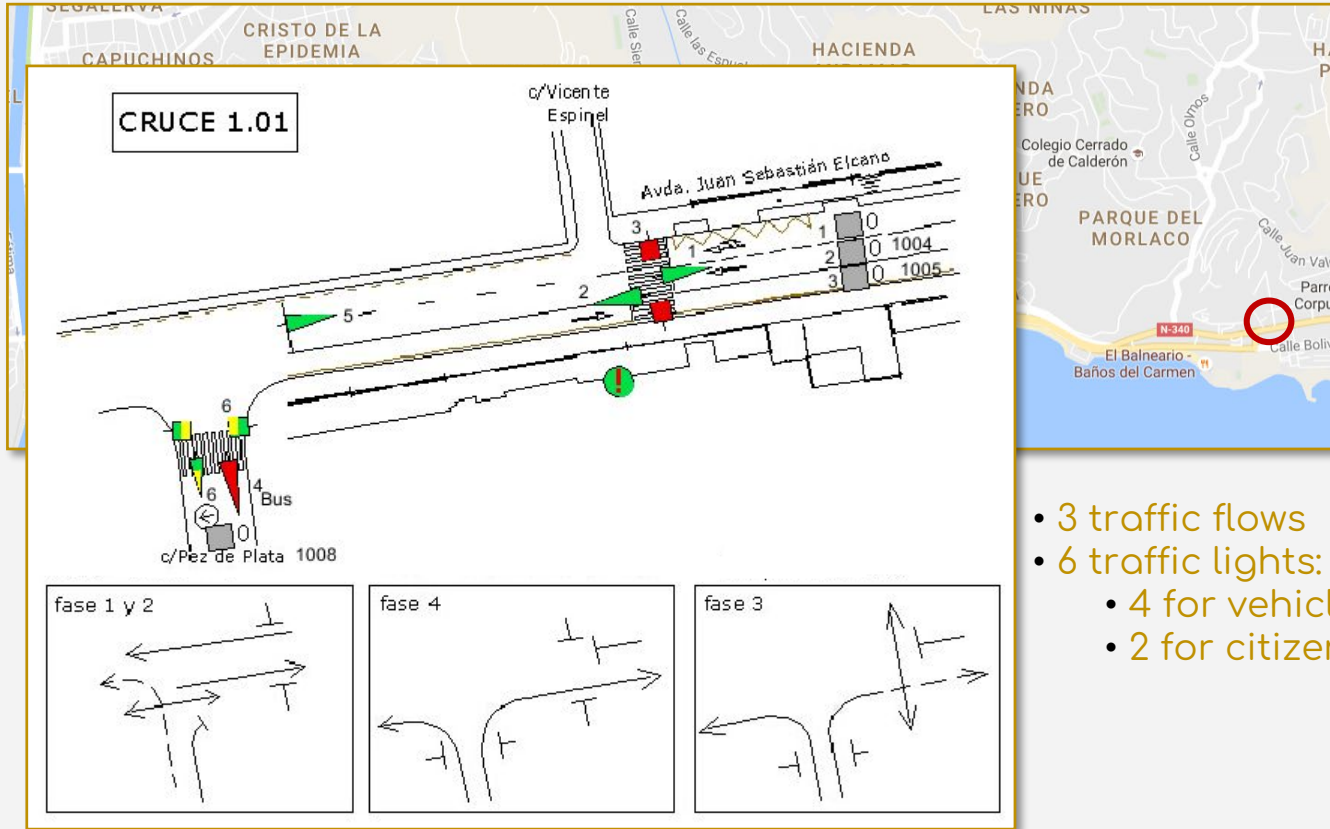 SEGALERVA
CRISTO DE LA
EPIDEMIA
CAPUCHINOS
HACIENDA
LAS NIÑAS
Colegio Cerrado
de Calderón
Calle Olmos
PARQUE DEL
MORLACO
N-340
El Balneario -
Baños del Carmen
CRUCE 1.01
c/Vicente
Espinel
Avda. Juan Sebastián Elcano
3
1
1
0
2
0
1004
3
0
1005
2
5
!
6
6
4
Bus
0
c/Pez de Plata 1008
fase 1 y 2
fase 4
fase 3
• 3 traffic flows
• 6 traffic lights:
• 4 for vehicl
• 2 for citizen